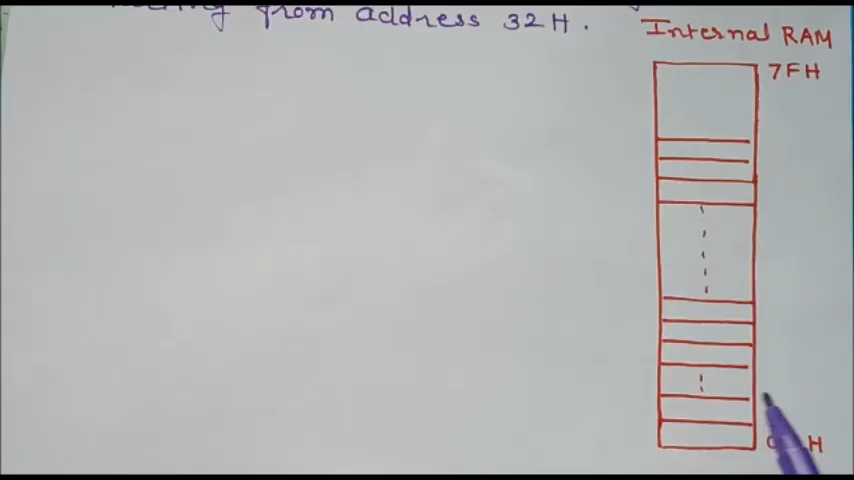 from address 32H.
Internal RAM
7FH
H